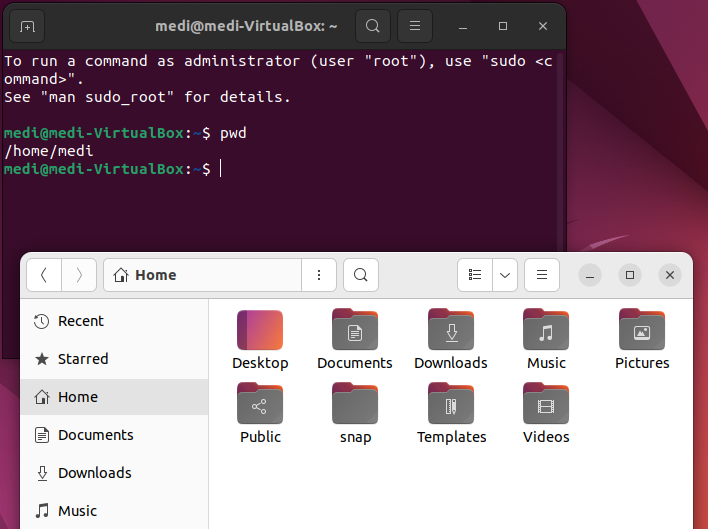 medi@medi-VirtualBox: ~
To run a command as administrator (user "root"), use "sudo <c
ommand>".
See "man sudo_root" for details.
medi@medi-VirtualBox:~$ pwd
/home/medi
medi@medi-VirtualBox:~$
Home
Recent
Starred
Home
Documents
Downloads
Music
Desktop Documents Downloads Music Pictures
Public snap Templates Videos